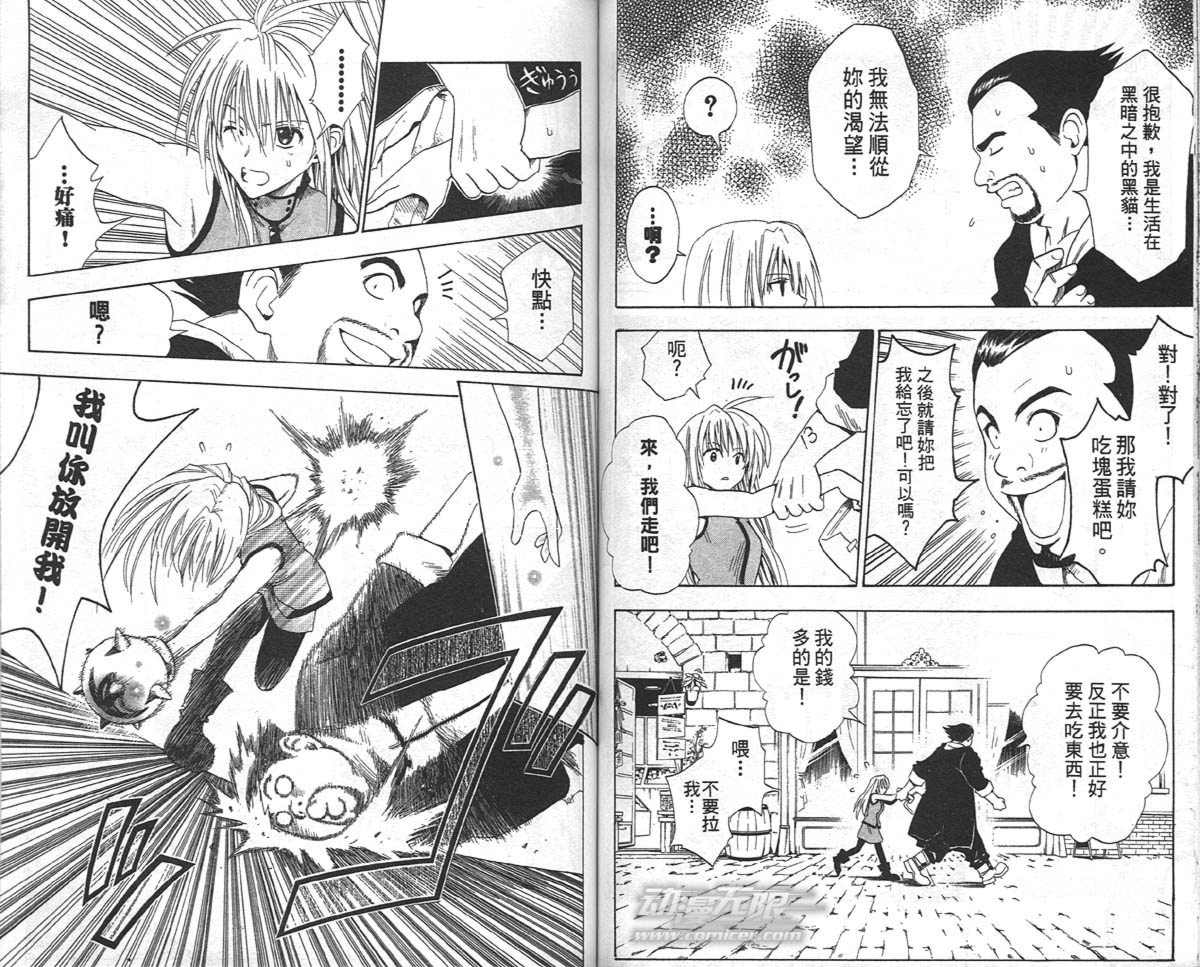 很抱歉，我是生活在
黑暗之中的黑貓…
我無法順從
妳的渴望…
？
…啊？
對！對了！
那我請妳
吃塊蛋糕吧。
之後就請妳把
我給忘了吧！可以嗎？
がっし！
13
呃？
來，我們走吧！
不要介意！
反正我也正好
要去吃東西！
我的錢
多的是！
喂…
不要拉
我…
ぎゅうぅ
………
…好痛！
快點…
嗯？
我叫你放開我！
动漫无限
www.comicer.com